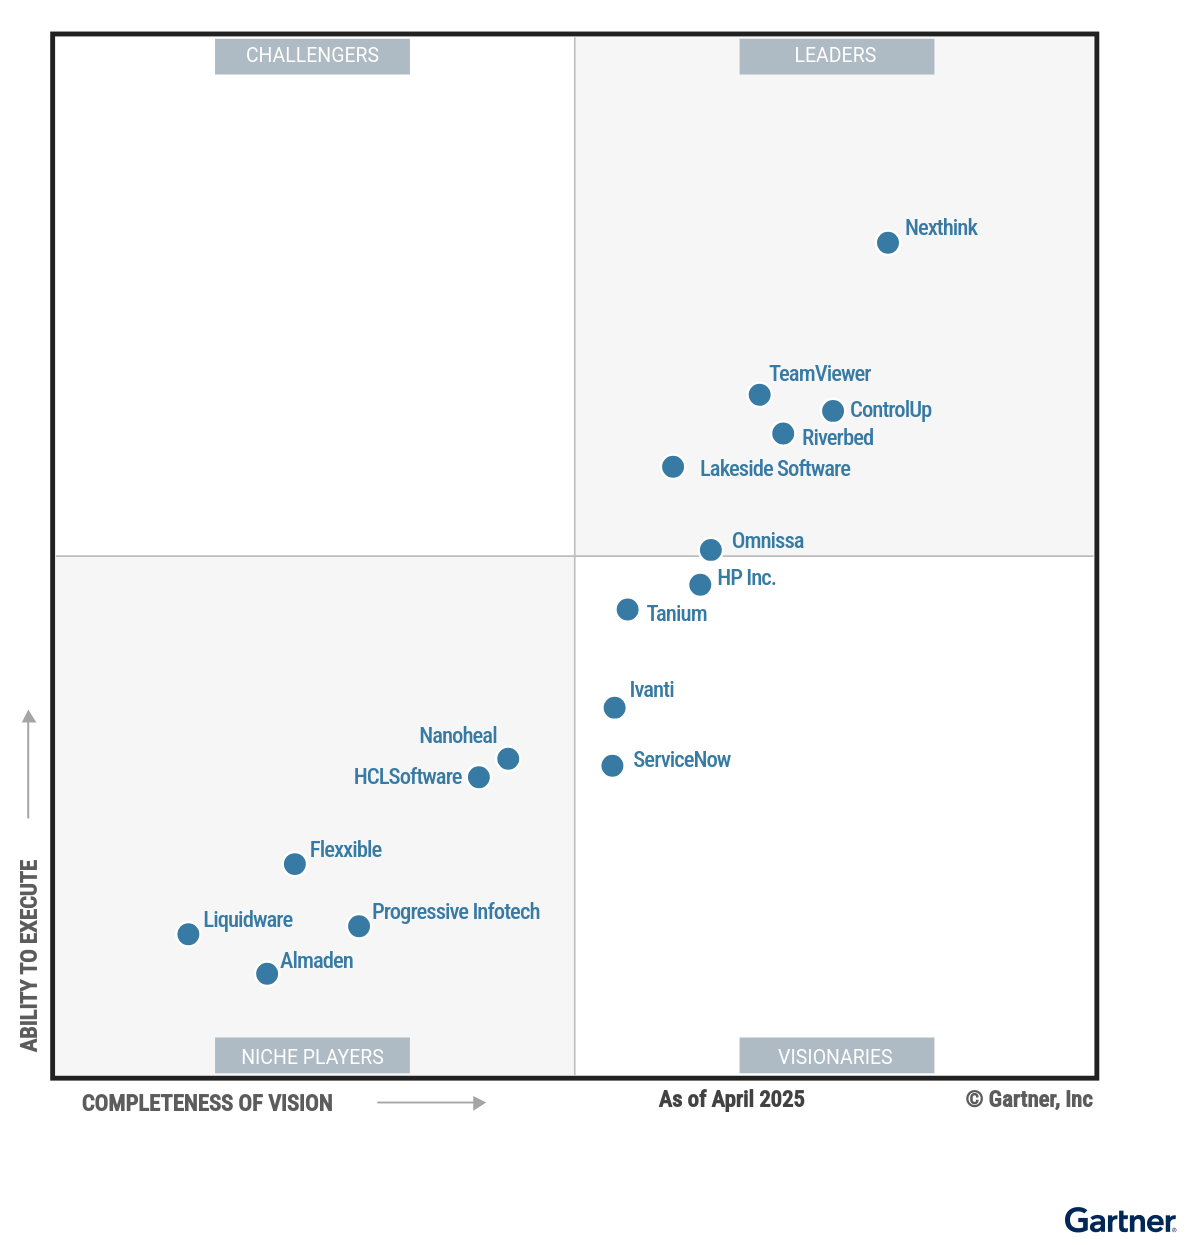 CHALLENGERS
LEADERS
Nexthink
TeamViewer
ControlUp
Riverbed
Lakeside Software
Omnissa
HP Inc.
Tanium
Ivanti
Nanoheal
ServiceNow
HCLSoftware
Flexxible
Progressive Infotech
Liquidware
Almaden
ABILITY TO EXECUTE
NICHE PLAYERS
VISIONARIES
COMPLETENESS OF VISION
As of April 2025
© Gartner, Inc
Gartner®